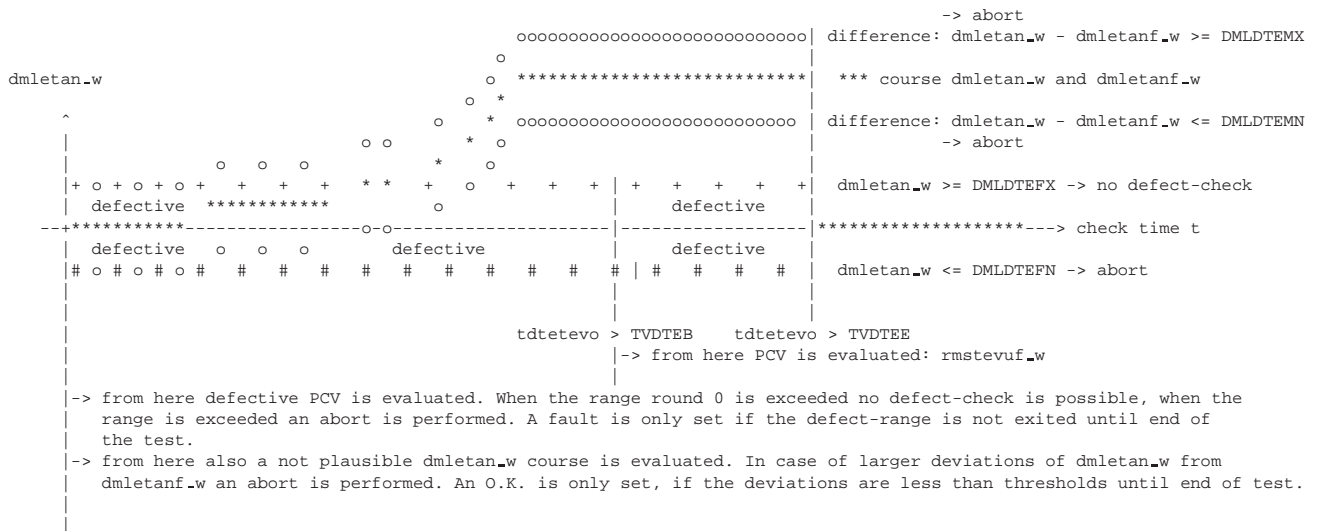 -> abort
oooooooooooooooooooooooooooo| difference: dmletan_w - dmletanf_w >= DMLDTEMX
o |
dmletan_w o ****************************| *** course dmletan_w and dmletanf_w
o * |
^ o * ooooooooooooooooooooooooooo | difference: dmletan_w - dmletanf_w <= DMLDTEMN
| o o * o | -> abort
| o o o * o |
|+ o + o + o + + + + * * + o + + + | + + + + +| dmletan_w >= DMLDTEFX -> no defect-check
| defective ************ o | defective |
--+***********-----------------o-o---------------------|------------------|********************---> check time t
| defective o o o defective | defective |
|# o # o # o # # # # # # # # # # # | # # # # | dmletan_w <= DMLDTEFN -> abort
| | |
| | |
tdtetevo > TVDTEB tdtetevo > TVDTEE
| |-> from here PCV is evaluated: rmstevuf_w
| |
|-> from here defective PCV is evaluated. When the range round 0 is exceeded no defect-check is possible, when the
| range is exceeded an abort is performed. A fault is only set if the defect-range is not exited until end of
| the test.
|-> from here also a not plausible dmletan_w course is evaluated. In case of larger deviations of dmletan_w from
| dmletanf_w an abort is performed. An O.K. is only set, if the deviations are less than thresholds until end of test.
|
|